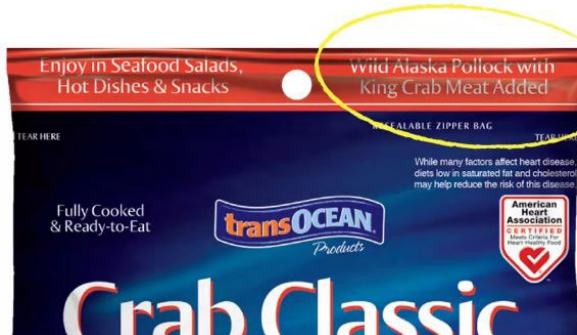 Enjoy in Seafood Salads,
Hot Dishes & Snacks
Wild Alaska Pollock with
King Crab Meat Added
RESEALABLE ZIPPER BAG
TEAR HERE
TEAR HERE
While many factors affect heart disease,
diets low in saturated fat and cholesterol
may help reduce the risk of this disease.
Fully Cooked
& Ready-to-Eat
transOCEAN
Products
American
Heart
Association
CERTIFIED
Meets Criteria For
Heart-Healthy Food
Crab Classic